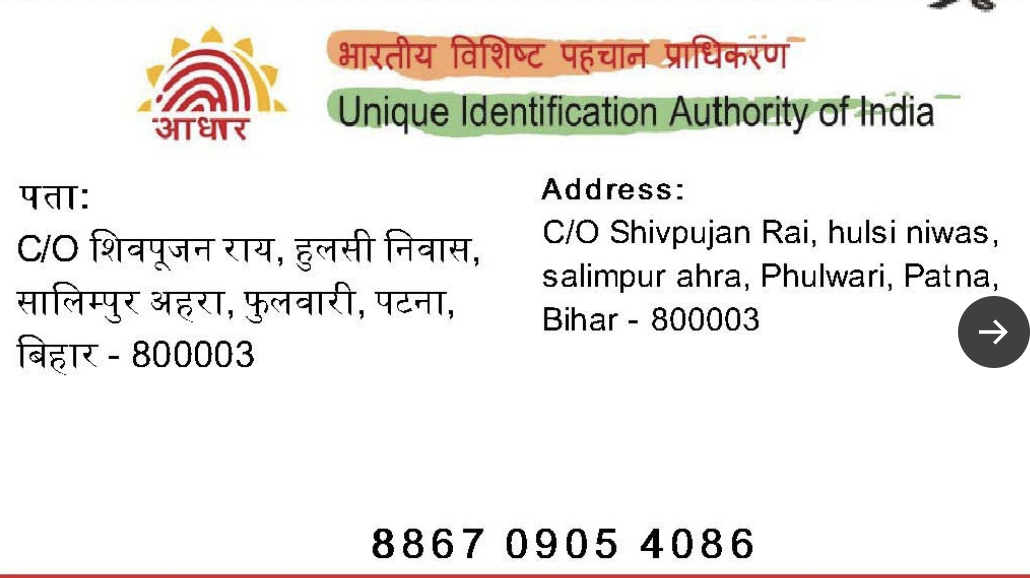 भारतीय विशिष्ट पहचान प्राधिकरण
Unique Identification Authority of India
आधार
पता:
C/O शिवपूजन राय, हुलसी निवास,
सालिम्पुर अहरा, फुलवारी, पटना,
बिहार - 800003
Address:
C/O Shivpujan Rai, hulsi niwas,
salimpur ahra, Phulwari, Patna,
Bihar - 800003
8867 0905 4086